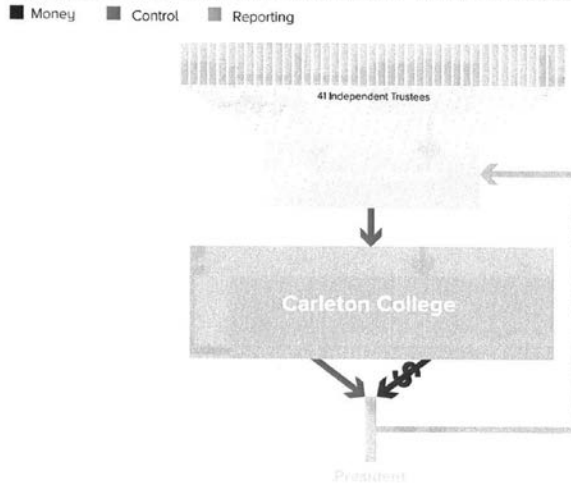 Money Control Reporting
41 Independent Trustees
Carleton College
$
President